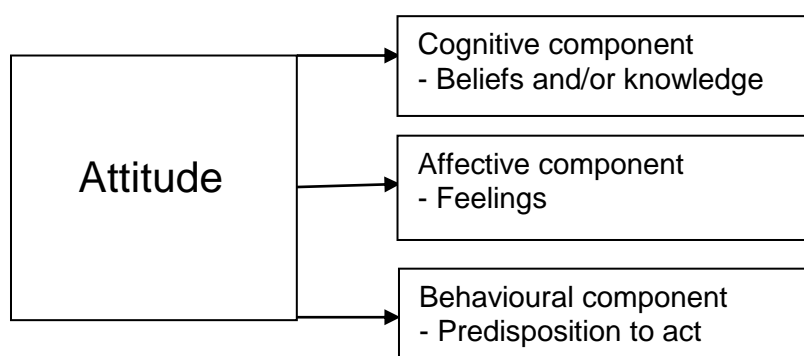 Attitude
Cognitive component
- Beliefs and/or knowledge
Affective component
- Feelings
Behavioural component
- Predisposition to act